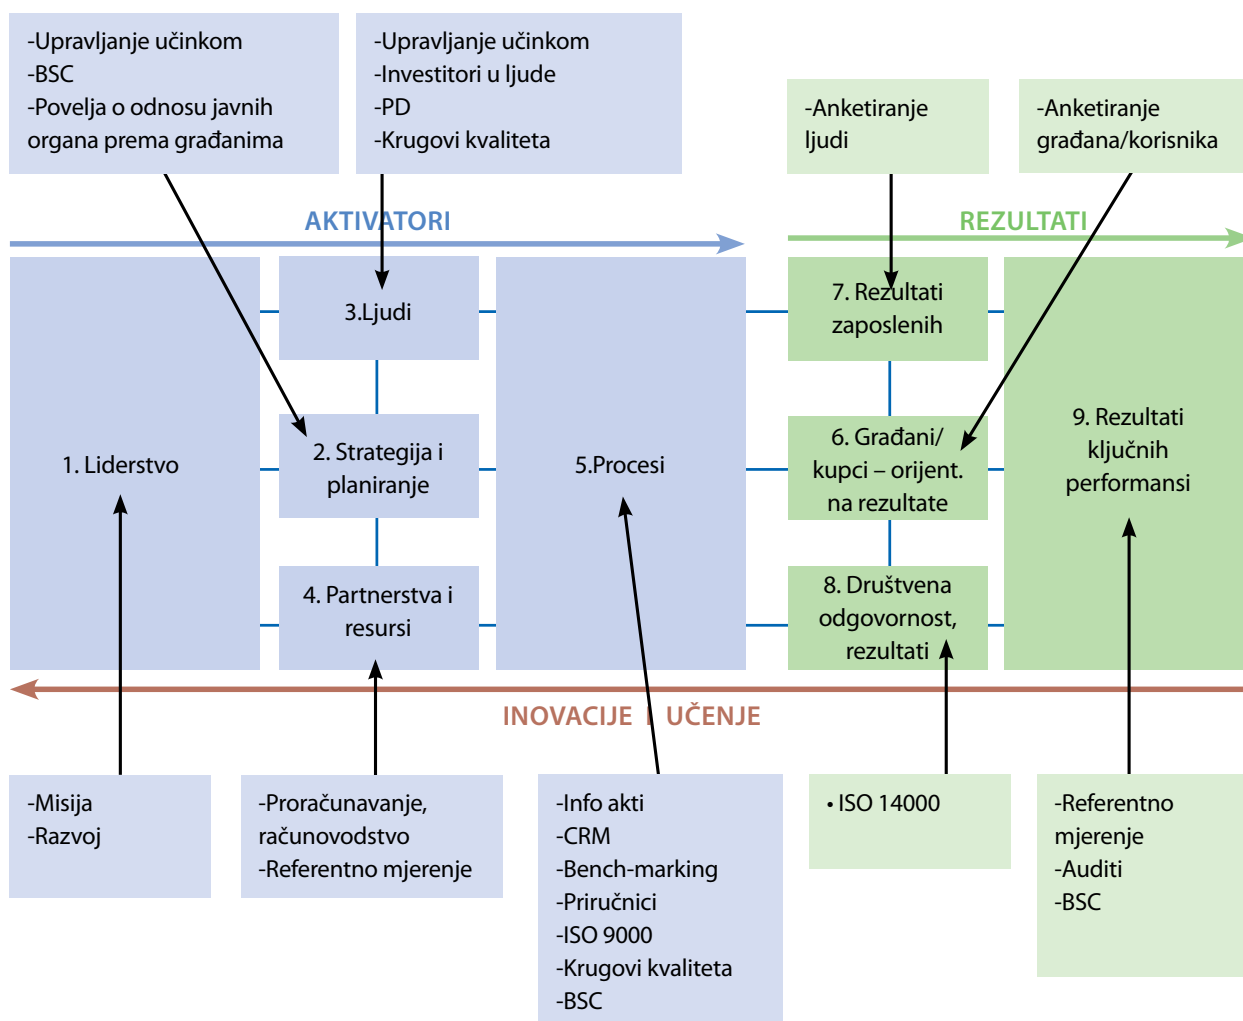 -Upravljanje učinkom
-BSC
-Povelja o odnosu javnih
organa prema građanima
-Upravljanje učinkom
-Investitori u ljude
-PD
-Krugovi kvaliteta
-Anketiranje
ljudi
-Anketiranje
građana/korisnika
AKTIVATORI
REZULTATI
1. Liderstvo
3.Ljudi
2. Strategija i
planiranje
4. Partnerstva i
resursi
5.Procesi
7. Rezultati
zaposlenih
6. Građani/
kupci – orijent.
na rezultate
8. Društvena
odgovornost,
rezultati
9. Rezultati
ključnih
performansi
INOVACIJE I UČENJE
-Misija
-Razvoj
-Proračunavanje,
računovodstvo
-Referentno mjerenje
-Info akti
-CRM
-Bench-marking
-Priručnici
-ISO 9000
-Krugovi kvaliteta
-BSC
• ISO 14000
-Referentno
mjerenje
-Auditi
-BSC